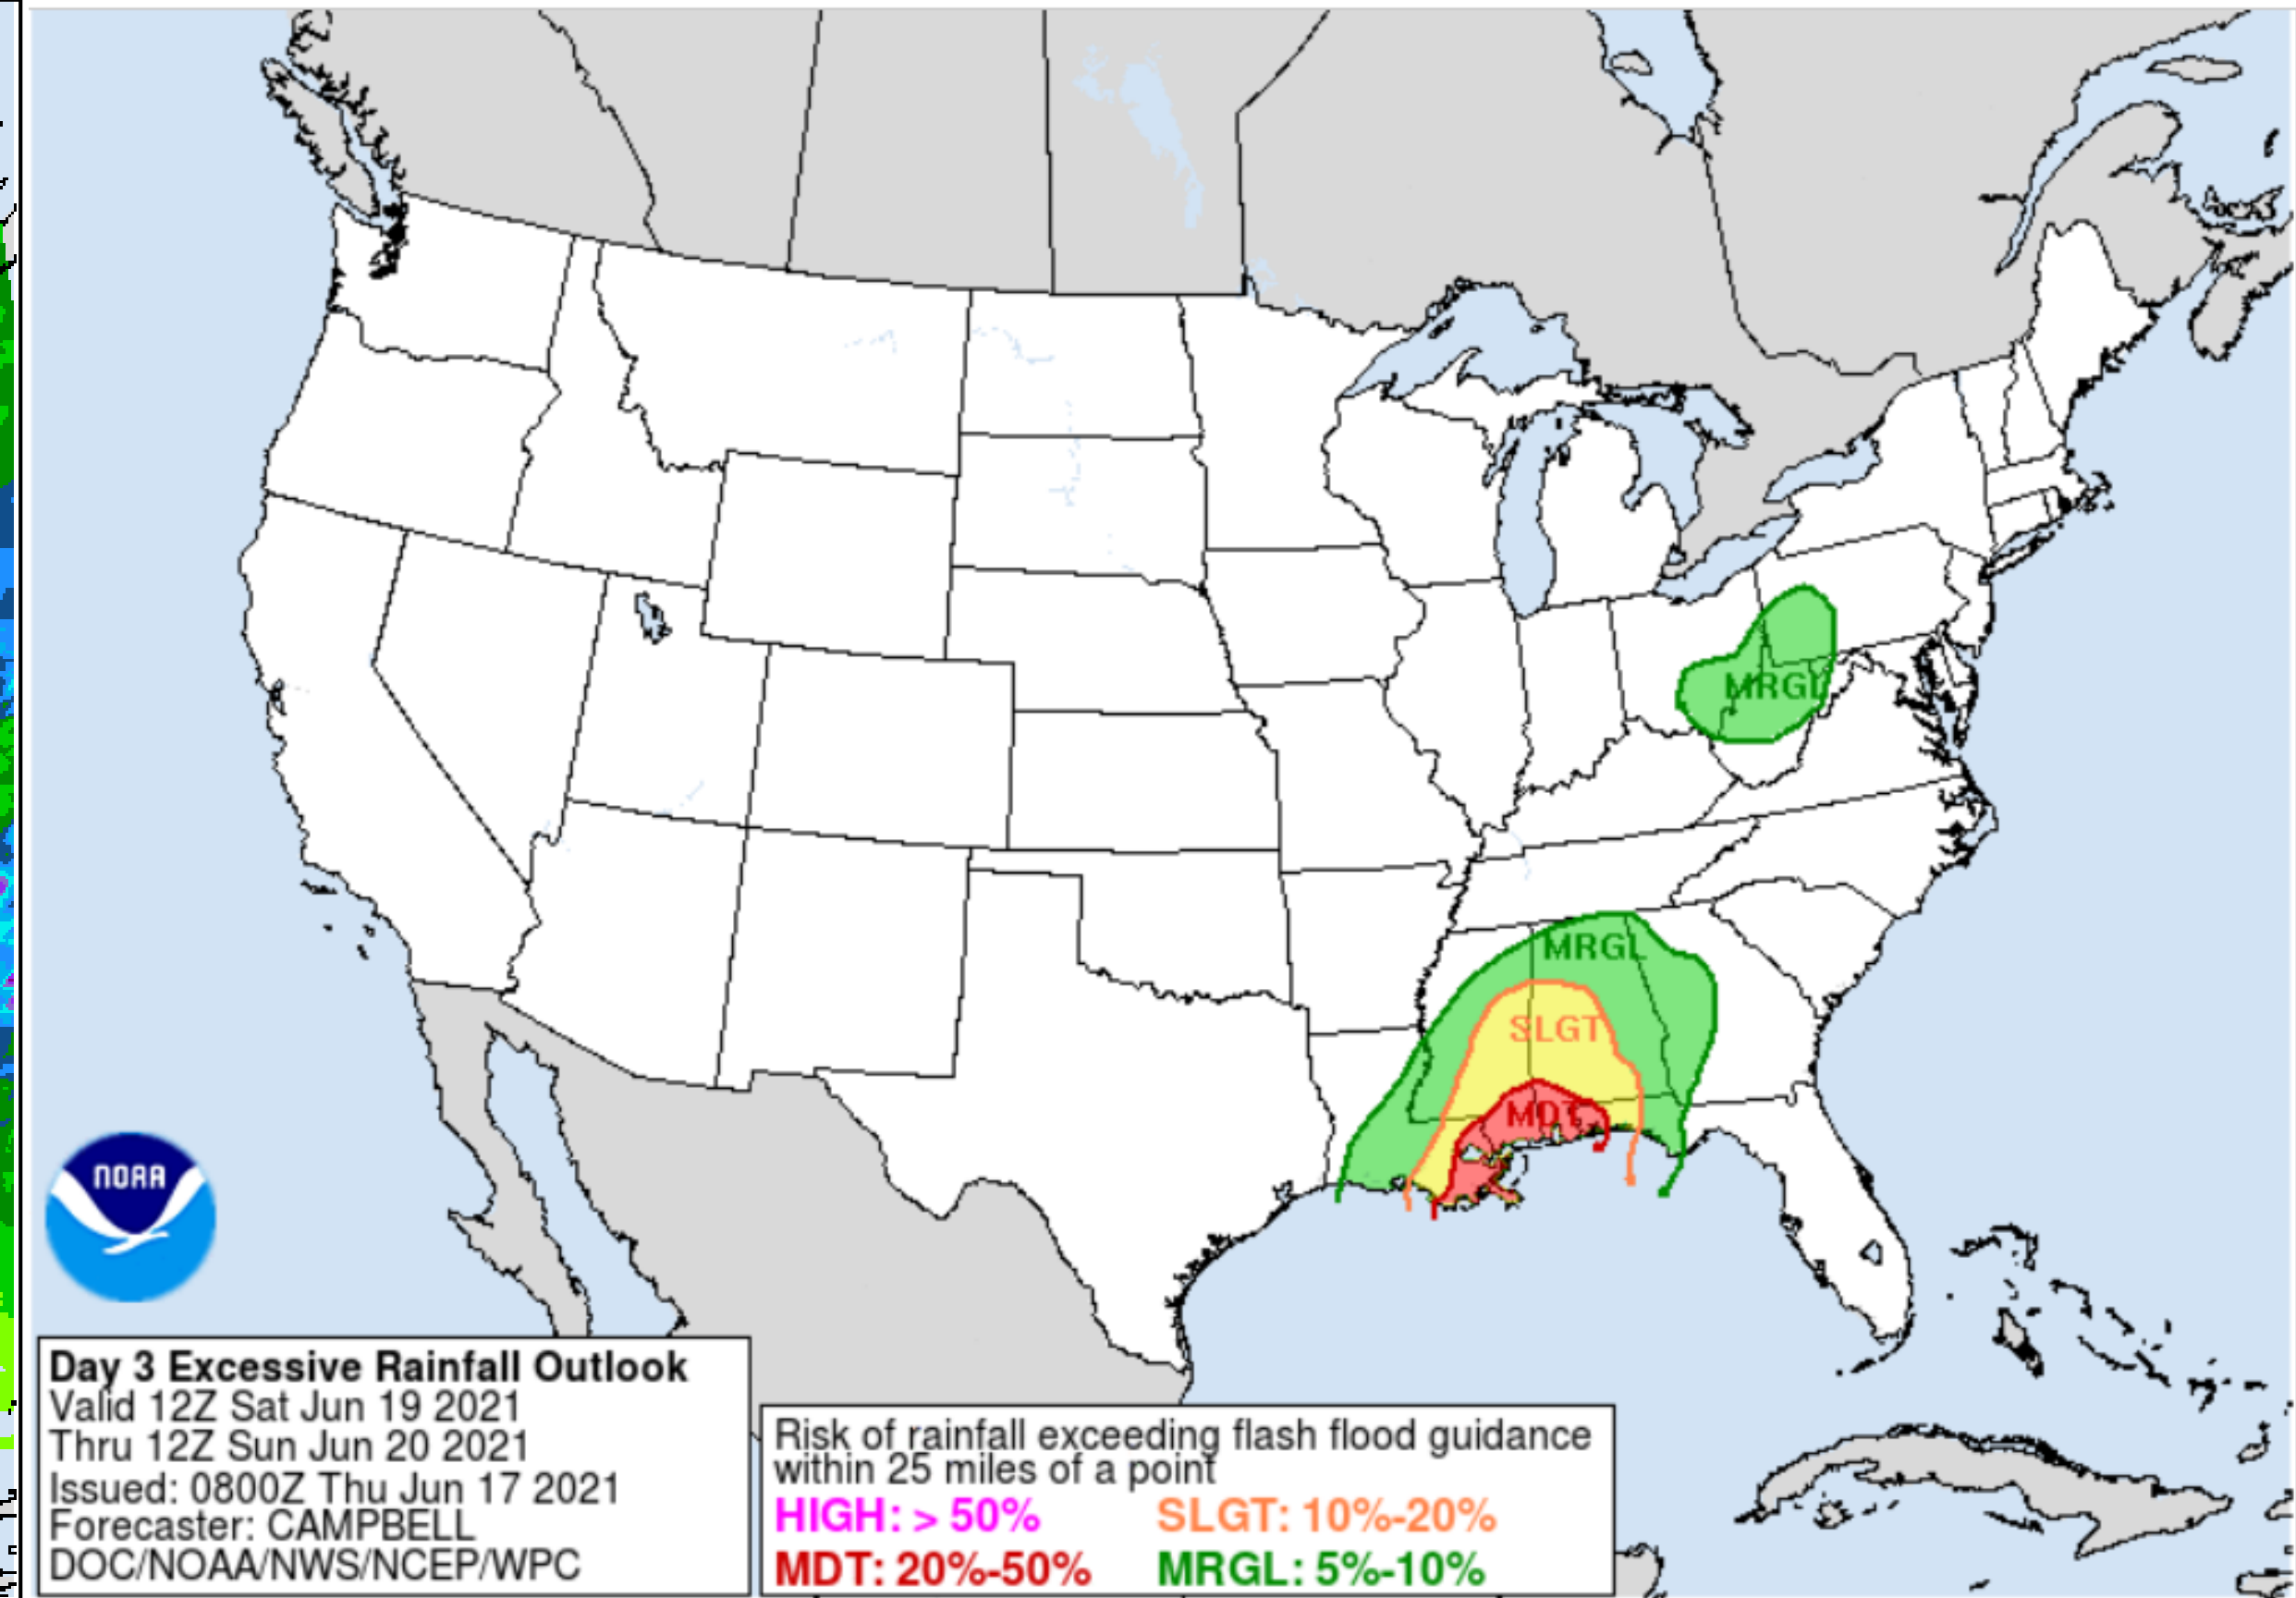 MRGL
MRGL
SLGT
MDT
NOAA
Day 3 Excessive Rainfall Outlook
Valid 12Z Sat Jun 19 2021
Thru 12Z Sun Jun 20 2021
Issued: 0800Z Thu Jun 17 2021
Forecaster: CAMPBELL
DOC/NOAA/NWS/NCEP/WPC
Risk of rainfall exceeding flash flood guidance
within 25 miles of a point
HIGH: > 50% SLGT: 10%-20%
MDT: 20%-50% MRGL: 5%-10%